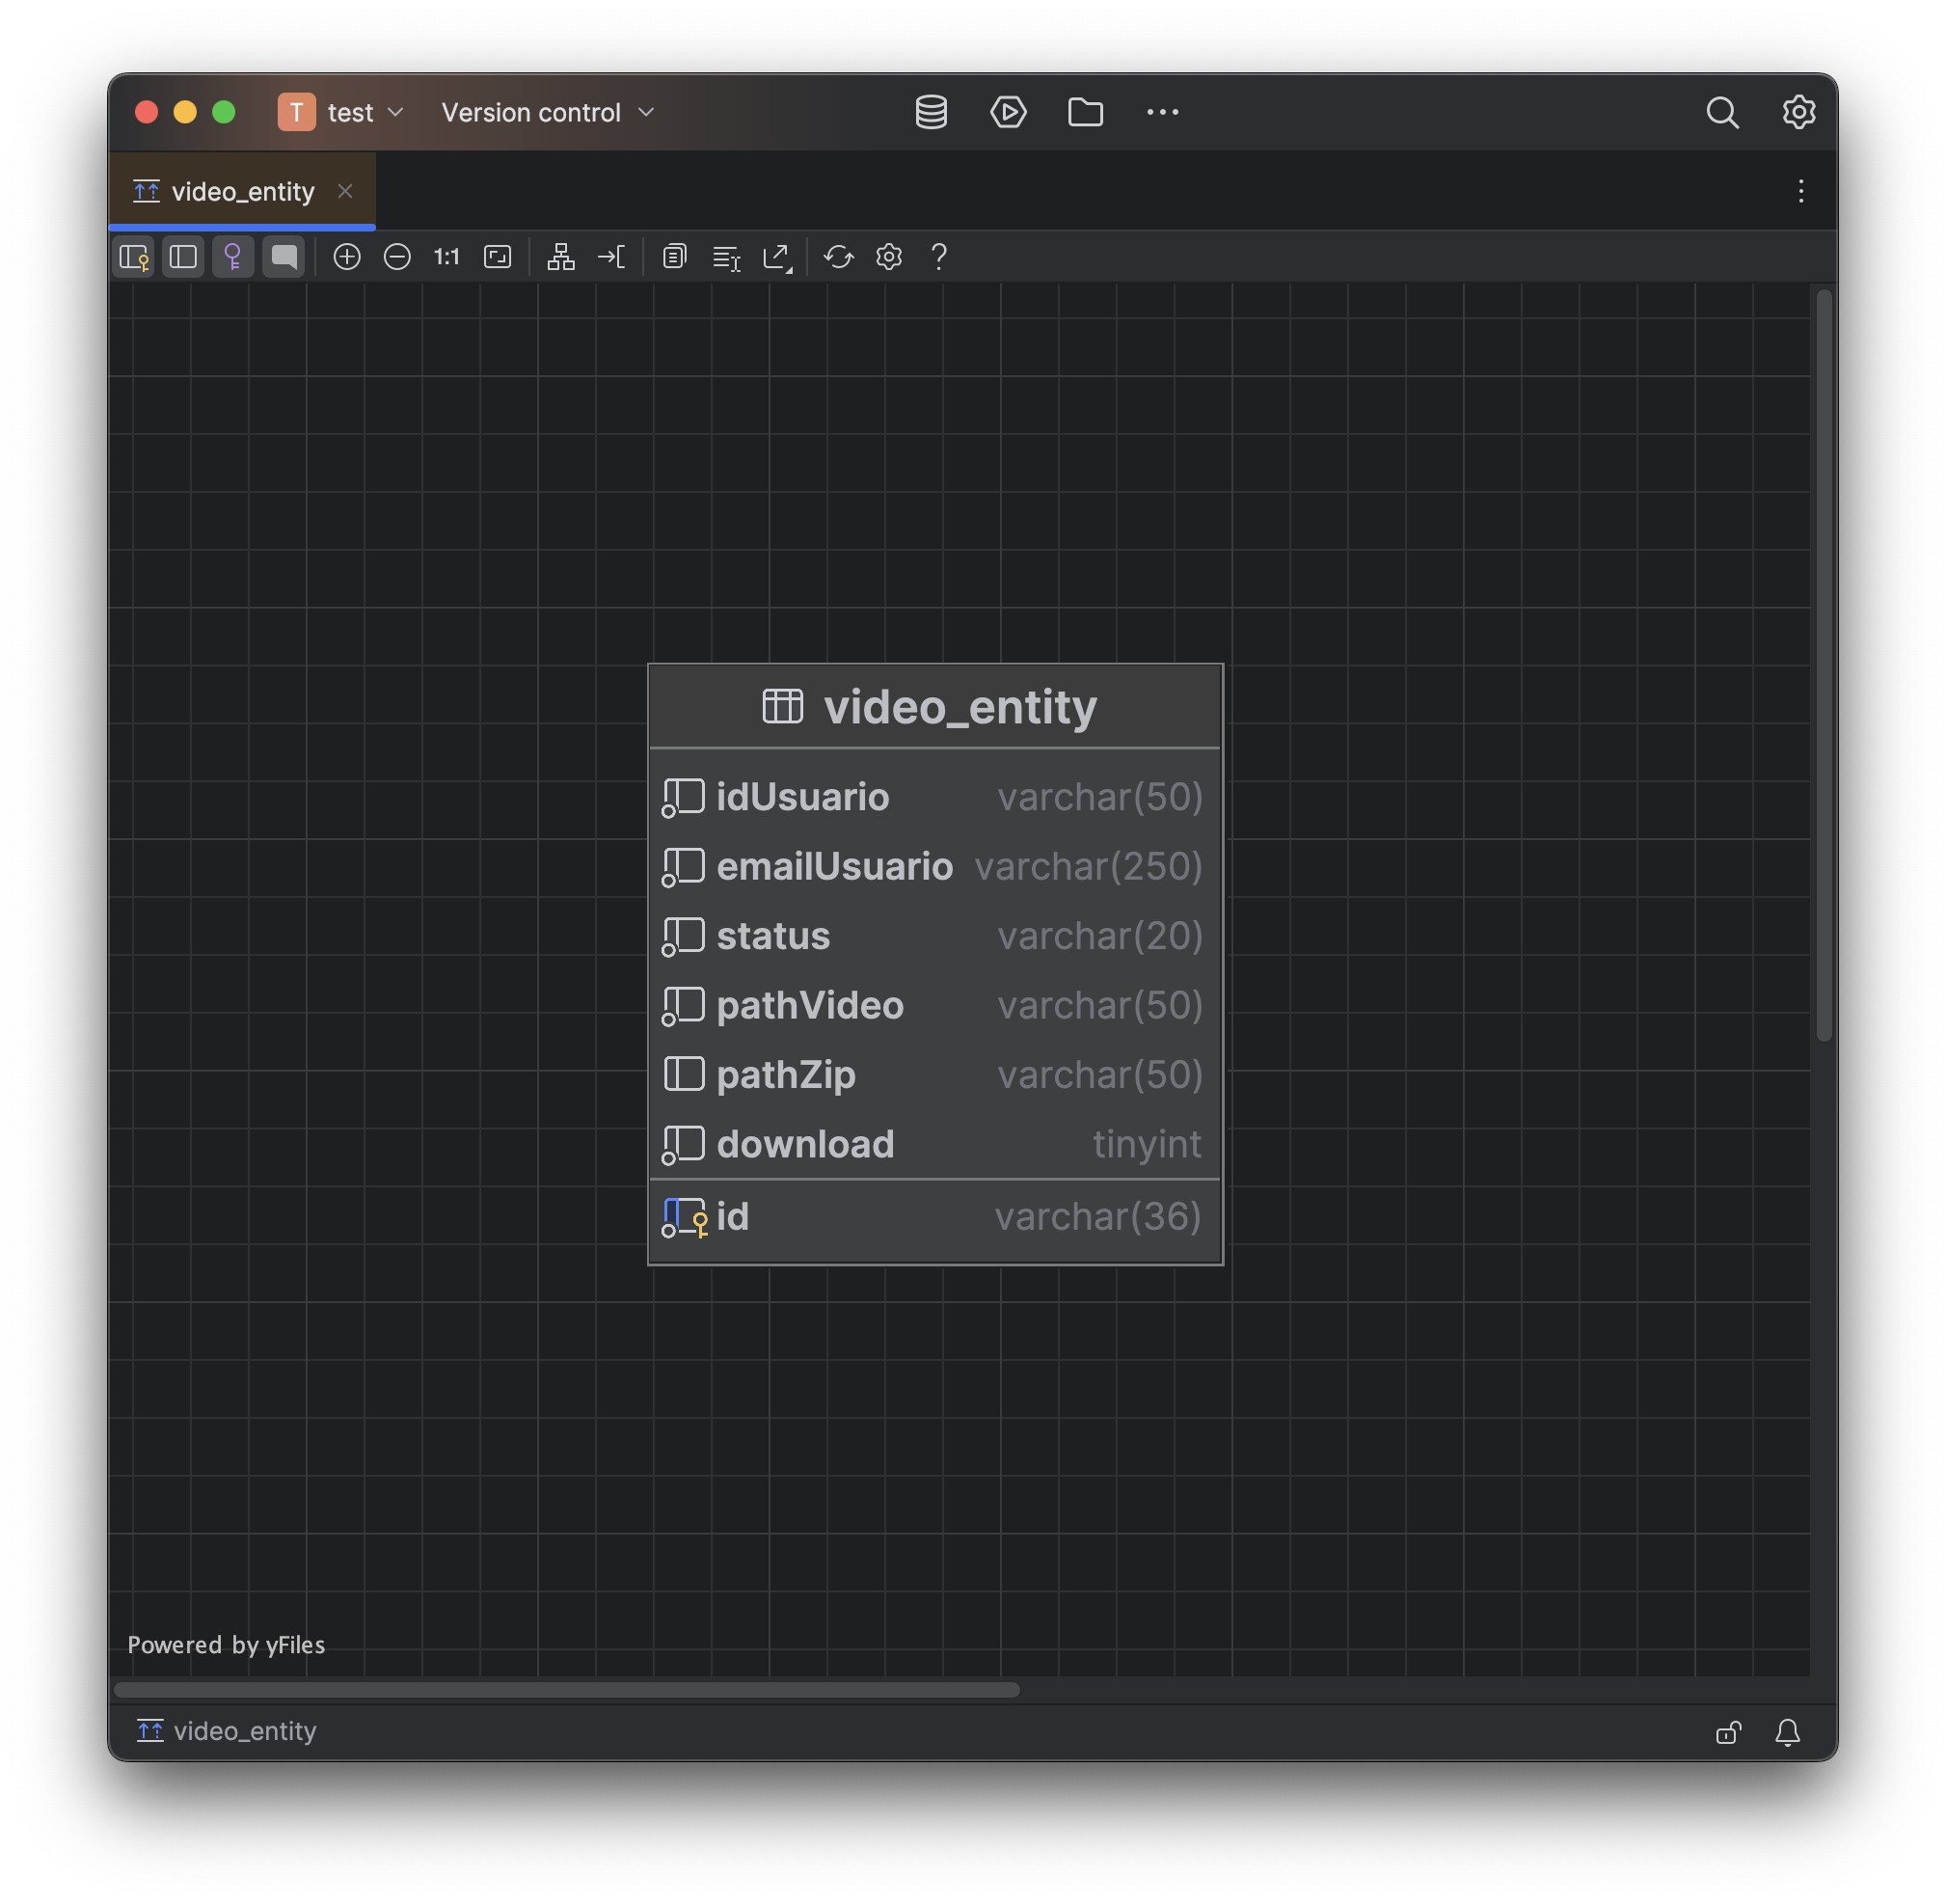 T test Version control
video_entity
1:1
video_entity
idUsuario varchar(50)
emailUsuario varchar(250)
status varchar(20)
pathVideo varchar(50)
pathZip varchar(50)
download tinyint
id varchar(36)
Powered by yFiles
video_entity